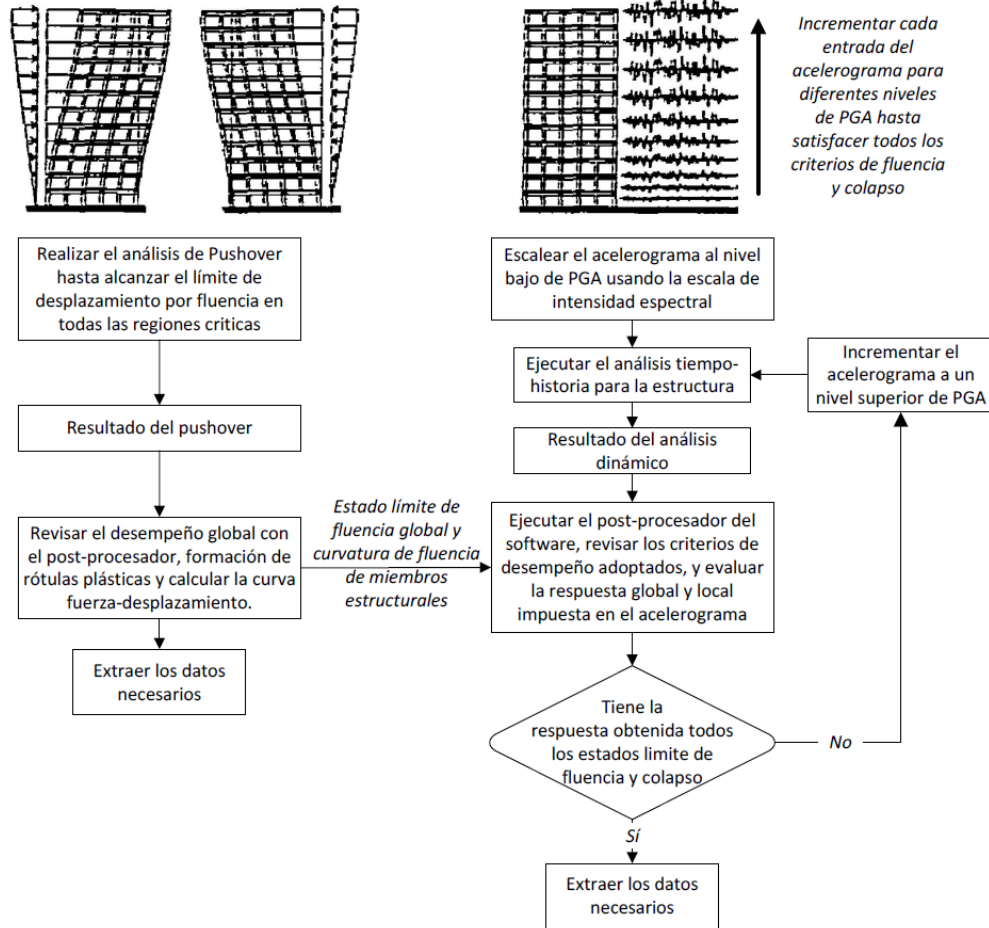 Incrementar cada
entrada del
acelerograma para
diferentes niveles
de PGA hasta
satisfacer todos los
criterios de fluencia
y colapso
Realizar el análisis de Pushover
hasta alcanzar el límite de
desplazamiento por fluencia en
todas las regiones criticas
Resultado del pushover
Revisar el desempeño global con
el post-procesador, formación de
rótulas plásticas y calcular la curva
fuerza-desplazamiento.
Extraer los datos
necesarios
Estado límite de
fluencia global y
curvatura de fluencia
de miembros
estructurales
Escalear el acelerograma al nivel
bajo de PGA usando la escala de
intensidad espectral
Ejecutar el análisis tiempo-
historia para la estructura
Incrementar el
acelerograma a un
nivel superior de PGA
Resultado del análisis
dinámico
Ejecutar el post-procesador del
software, revisar los criterios de
desempeño adoptados, y evaluar
la respuesta global y local
impuesta en el acelerograma
Tiene la
respuesta obtenida todos
los estados limite de
fluencia y colapso
No
Sí
Extraer los datos
necesarios